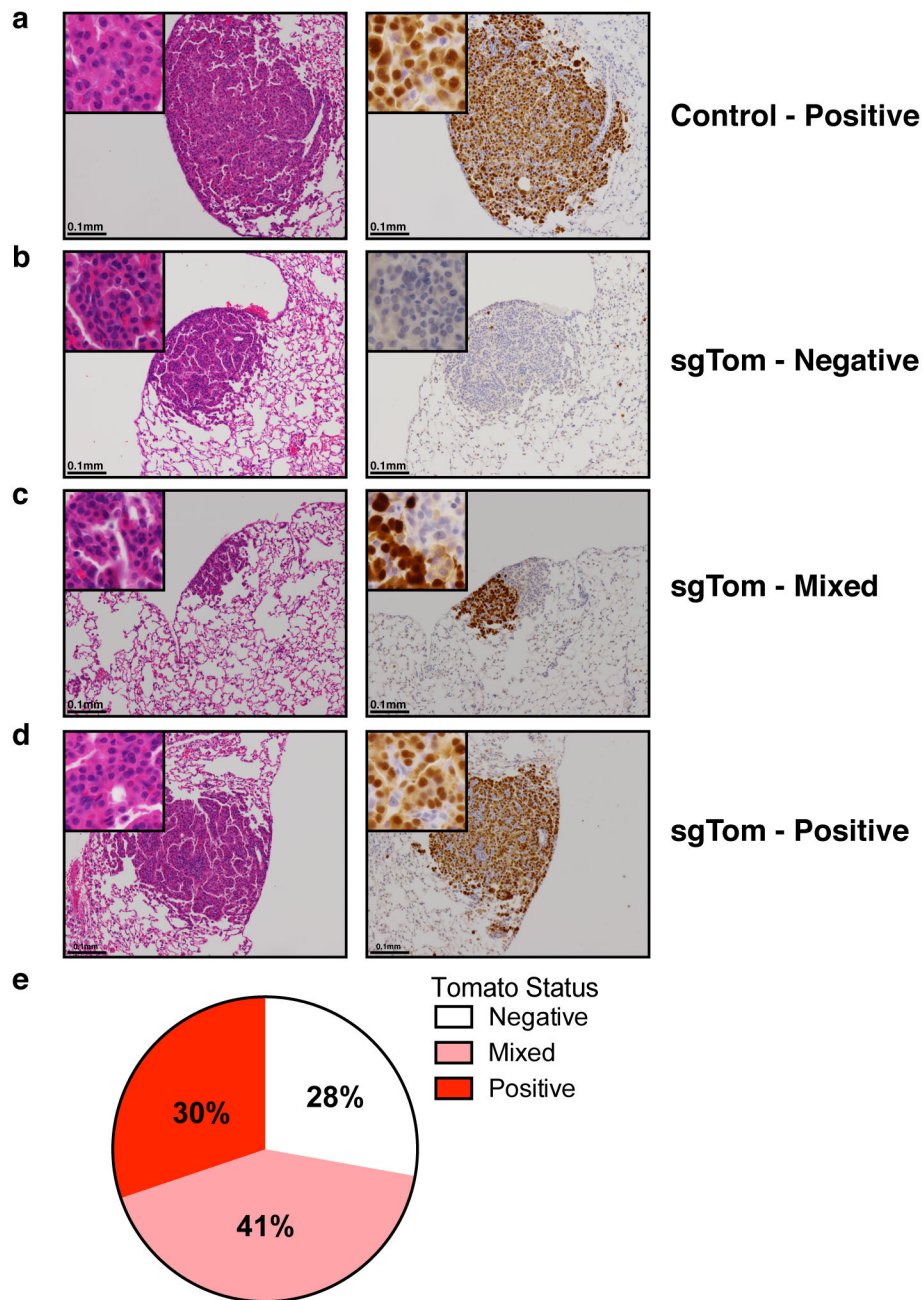 a
0.1mm
0.1mm
Control - Positive
b
0.1mm
0.1mm
sgTom - Negative
c
0.1mm
0.1mm
sgTom - Mixed
d
0.1mm
0.1mm
sgTom - Positive
e
Tomato Status
Negative
Mixed
Positive
28%
30%
41%